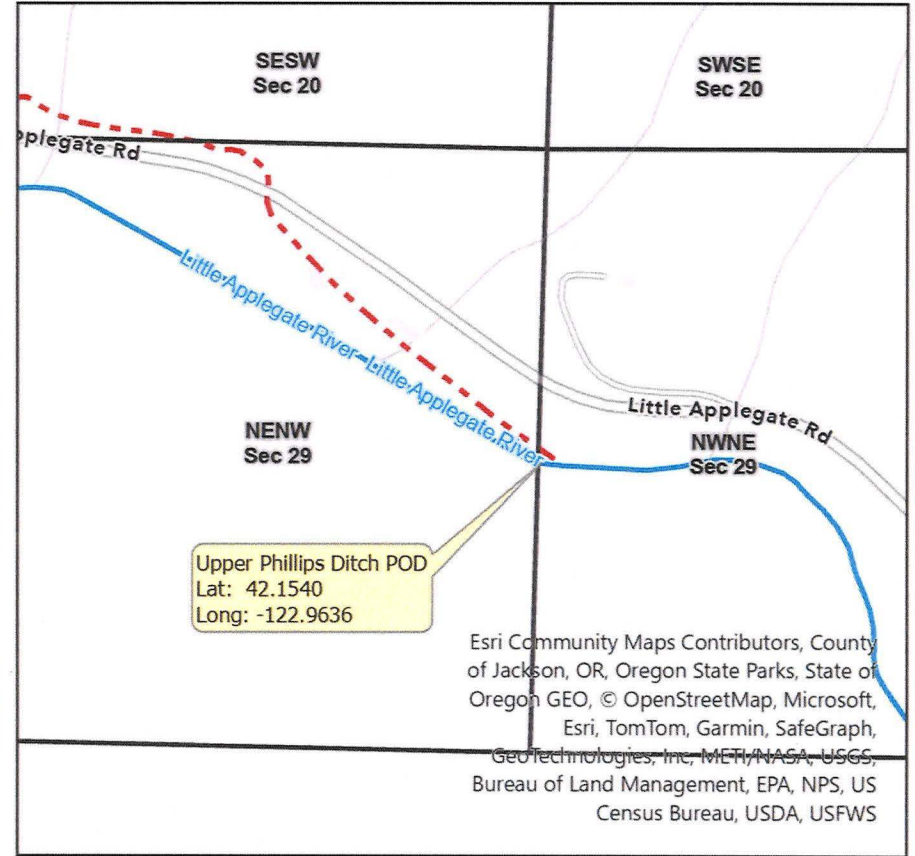 SESW
Sec 20
SWSE
Sec 20
pplegate Rd
Little Applegate River
Little Applegate River
Little Applegate Rd
NENW
Sec 29
NWNE
Sec 29
Upper Phillips Ditch POD
Lat: 42.1540
Long: -122.9636
Esri Community Maps Contributors, County
of Jackson, OR, Oregon State Parks, State of
Oregon GEO, © OpenStreetMap, Microsoft,
Esri, TomTom, Garmin, SafeGraph,
GeoTechnologies, Inc, METI/NASA, USGS,
Bureau of Land Management, EPA, NPS, US
Census Bureau, USDA, USFWS